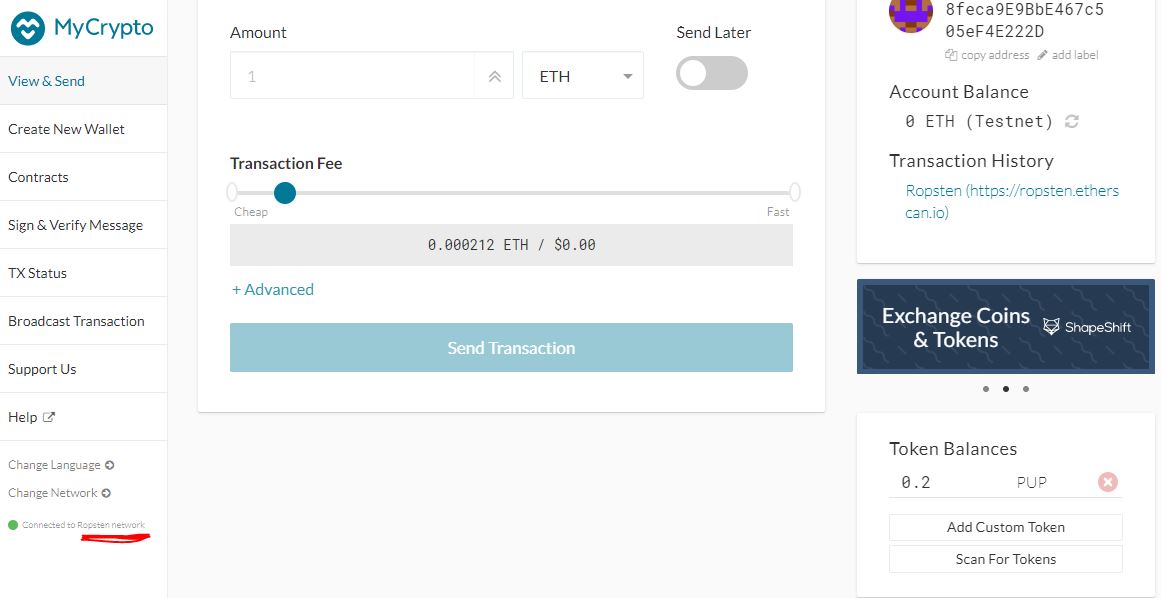 MyCrypto
View & Send
Create New Wallet
Contracts
Sign & Verify Message
TX Status
Broadcast Transaction
Support Us
Help
Change Language
Change Network
Connected to Ropsten network
Amount
1
ETH
Send Later
Transaction Fee
Cheap
Fast
0.000212 ETH / $0.00
+ Advanced
Send Transaction
8feca9E9BbE467c5
05eF4E222D
copy address add label
Account Balance
0 ETH (Testnet)
Transaction History
Ropsten (https://ropsten.ethers
can.io)
Exchange Coins
& Tokens
ShapeShift
Token Balances
0.2 PUP
Add Custom Token
Scan For Tokens